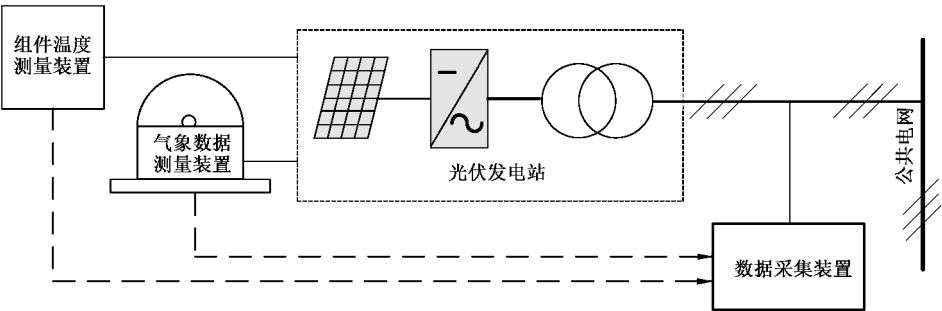 组件温度
测量装置
气象数据
测量装置
光伏发电站
公共电网
数据采集装置